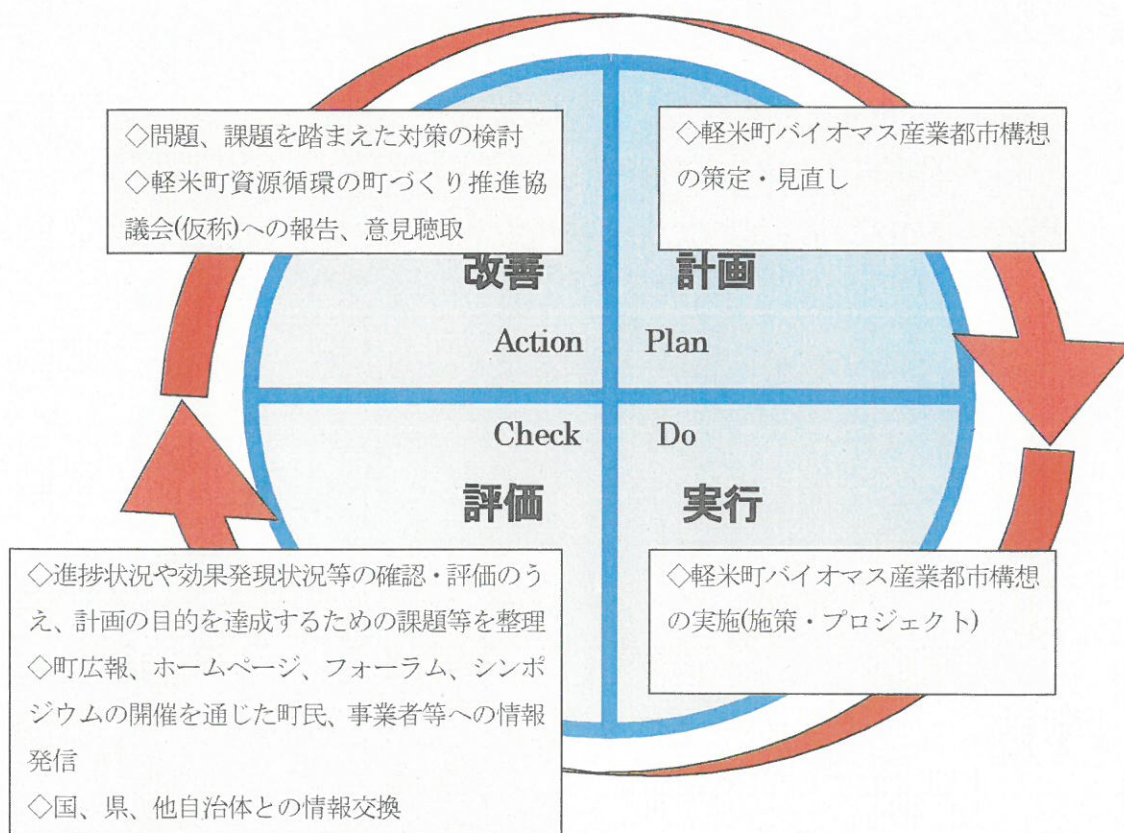 ◇問題、課題を踏まえた対策の検討
◇軽米町資源循環の町づくり推進協
議会(仮称)への報告、意見聴取
改善
Action
◇軽米町バイオマス産業都市構想
の策定・見直し
計画
Plan
Check
評価
◇進捗状況や効果発現状況等の確認・評価のう
え、計画の目的を達成するための課題等を整理
◇町広報、ホームページ、フォーラム、シンポ
ジウムの開催を通じた町民、事業者等への情報
発信
◇国、県、他自治体との情報交換
Do
実行
◇軽米町バイオマス産業都市構想
の実施(施策・プロジェクト)